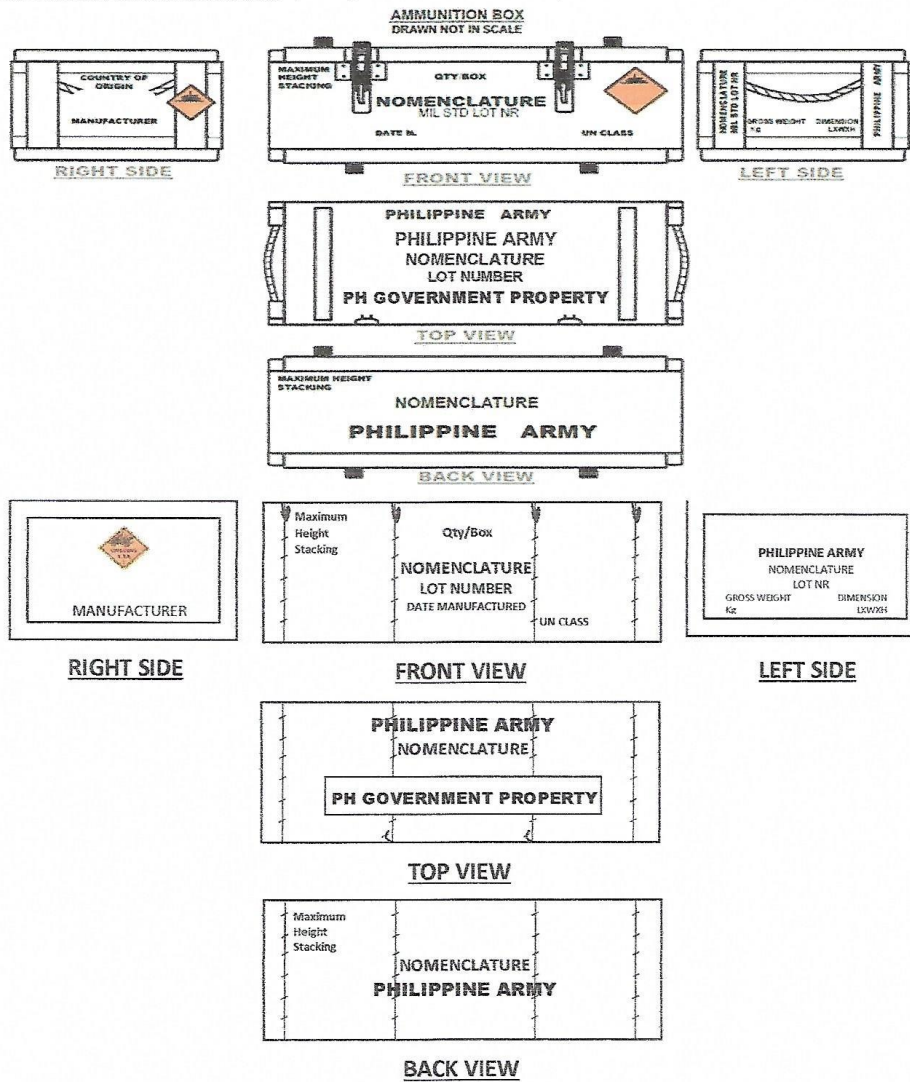 AMMUNITION BOX
DRAWN NOT IN SCALE
COUNTRY OF
ORIGIN
MANUFACTURER
RIGHT SIDE
MAXIMUM
HEIGHT
STACKING
QTY/BOX
NOMENCLATURE
MIL STD LOT NR
DATE M.
UN CLASS
FRONT VIEW
NOMENCLATURE
MIL STD LOT NR
GROSS WEIGHT DIMENSION
Kg LXWXH
PHILIPPINE ARMY
LEFT SIDE
PHILIPPINE ARMY
PHILIPPINE ARMY
NOMENCLATURE
LOT NUMBER
PH GOVERNMENT PROPERTY
TOP VIEW
MAXIMUM HEIGHT
STACKING
NOMENCLATURE
PHILIPPINE ARMY
BACK VIEW
MANUFACTURER
RIGHT SIDE
Maximum
Height
Stacking
Qty/Box
NOMENCLATURE
LOT NUMBER
DATE MANUFACTURED
UN CLASS
FRONT VIEW
PHILIPPINE ARMY
NOMENCLATURE
LOT NR
GROSS WEIGHT DIMENSION
Kg LXWXH
LEFT SIDE
PHILIPPINE ARMY
NOMENCLATURE
PH GOVERNMENT PROPERTY
TOP VIEW
Maximum
Height
Stacking
NOMENCLATURE
PHILIPPINE ARMY
BACK VIEW